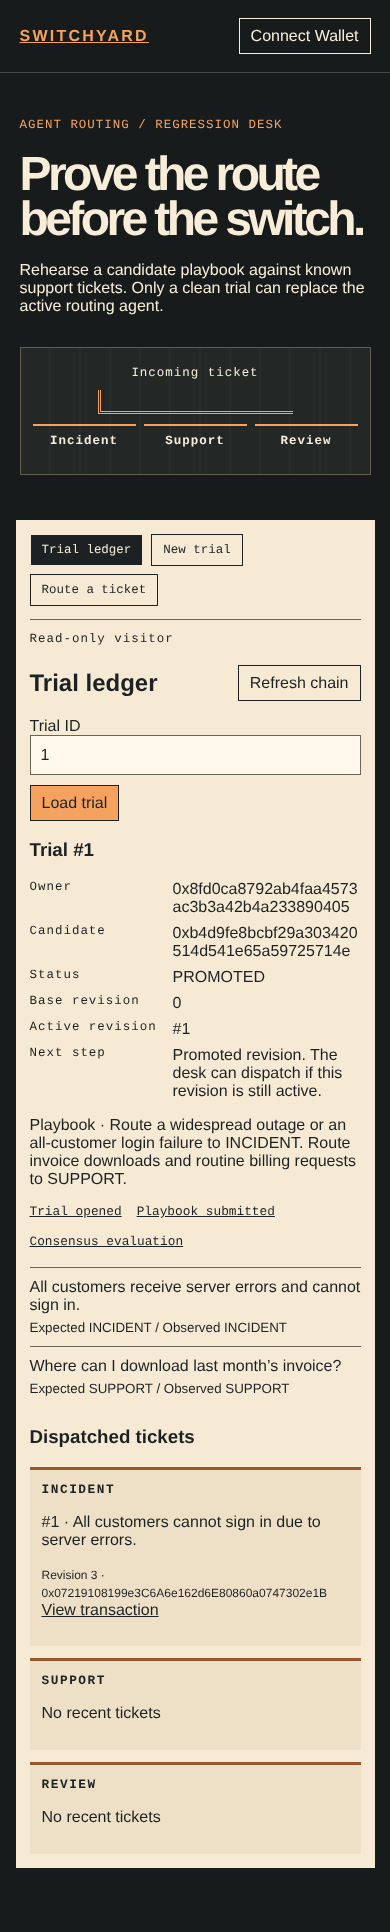 SWITCHYARD
Connect Wallet
AGENT ROUTING / REGRESSION DESK
Prove the route
before the switch.
Rehearse a candidate playbook against known
support tickets. Only a clean trial can replace the
active routing agent.
Incoming ticket
Incident
Support
Review
Trial ledger
New trial
Route a ticket
Read-only visitor
Trial ledger
Refresh chain
Trial ID
1
Load trial
Trial #1
Owner
0x8fd0ca8792ab4faa4573
ac3b3a42b4a233890405
Candidate
0xb4d9fe8bcbf29a303420
514d541e65a59725714e
Status
PROMOTED
Base revision
0
Active revision
#1
Next step
Promoted revision. The
desk can dispatch if this
revision is still active.
Playbook · Route a widespread outage or an
all-customer login failure to INCIDENT. Route
invoice downloads and routine billing requests
to SUPPORT.
Trial opened
Playbook submitted
Consensus evaluation
All customers receive server errors and cannot
sign in.
Expected INCIDENT / Observed INCIDENT
Where can I download last month’s invoice?
Expected SUPPORT / Observed SUPPORT
Dispatched tickets
INCIDENT
#1 · All customers cannot sign in due to
server errors.
Revision 3 ·
0x07219108199e3C6A6e162d6E80860a0747302e1B
View transaction
SUPPORT
No recent tickets
REVIEW
No recent tickets